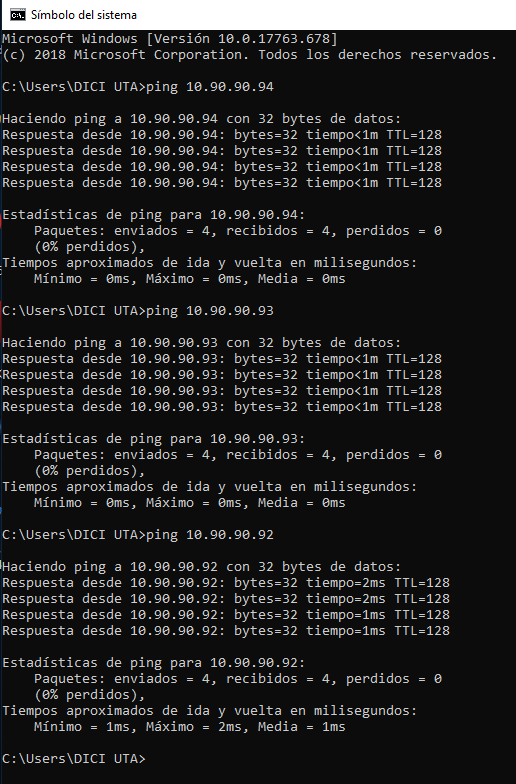 Símbolo del sistema
Microsoft Windows [Versión 10.0.17763.678]
(c) 2018 Microsoft Corporation. Todos los derechos reservados.
C:\Users\DICI UTA>ping 10.90.90.94
Haciendo ping a 10.90.90.94 con 32 bytes de datos:
Respuesta desde 10.90.90.94: bytes=32 tiempo<1m TTL=128
Respuesta desde 10.90.90.94: bytes=32 tiempo<1m TTL=128
Respuesta desde 10.90.90.94: bytes=32 tiempo<1m TTL=128
Respuesta desde 10.90.90.94: bytes=32 tiempo<1m TTL=128
Estadísticas de ping para 10.90.90.94:
    Paquetes: enviados = 4, recibidos = 4, perdidos = 0
    (0% perdidos),
Tiempos aproximados de ida y vuelta en milisegundos:
    Mínimo = 0ms, Máximo = 0ms, Media = 0ms
C:\Users\DICI UTA>ping 10.90.90.93
Haciendo ping a 10.90.90.93 con 32 bytes de datos:
Respuesta desde 10.90.90.93: bytes=32 tiempo<1m TTL=128
Respuesta desde 10.90.90.93: bytes=32 tiempo<1m TTL=128
Respuesta desde 10.90.90.93: bytes=32 tiempo<1m TTL=128
Respuesta desde 10.90.90.93: bytes=32 tiempo<1m TTL=128
Estadísticas de ping para 10.90.90.93:
    Paquetes: enviados = 4, recibidos = 4, perdidos = 0
    (0% perdidos),
Tiempos aproximados de ida y vuelta en milisegundos:
    Mínimo = 0ms, Máximo = 0ms, Media = 0ms
C:\Users\DICI UTA>ping 10.90.90.92
Haciendo ping a 10.90.90.92 con 32 bytes de datos:
Respuesta desde 10.90.90.92: bytes=32 tiempo=2ms TTL=128
Respuesta desde 10.90.90.92: bytes=32 tiempo=2ms TTL=128
Respuesta desde 10.90.90.92: bytes=32 tiempo=1ms TTL=128
Respuesta desde 10.90.90.92: bytes=32 tiempo=1ms TTL=128
Estadísticas de ping para 10.90.90.92:
    Paquetes: enviados = 4, recibidos = 4, perdidos = 0
    (0% perdidos),
Tiempos aproximados de ida y vuelta en milisegundos:
    Mínimo = 1ms, Máximo = 2ms, Media = 1ms
C:\Users\DICI UTA>